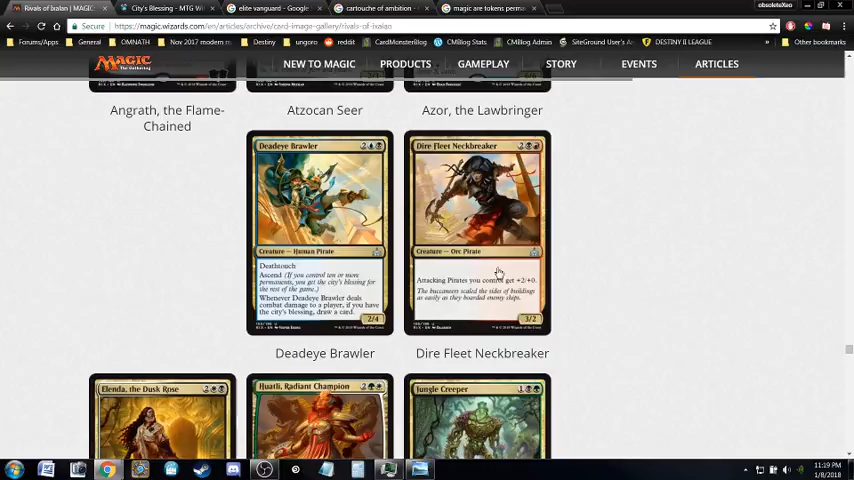 Rivals of Ixalan | MAGIC:
City's Blessing - MTG W
elite vanguard - Google
cartouche of ambition -
magic are tokens perma
obsoleteXao
Secure | https://magic.wizards.com/en/articles/archive/card-image-gallery/rivals-of-ixalan
Forums/Apps
General
OMNATH
Nov 2017 modern
ungoro
red
CardMonsterBlog
CMBlog Stats
CMBlog Admin
SiteGround User's A
DESTINY II LEAGUE
Other bookmarks
MAGIC
NEW TO MAGIC
PRODUCTS
GAMEPLAY
STORY
EVENTS
ARTICLES
Angrath, the Flame-
Chained
Atzocan Seer
Azor, the Lawbringer
Deadeye Brawler 2
Creature — Human Pirate
Deathtouch
Ascend (If you control ten or more
permanents, you get the city's blessing for
the rest of the game.)
Whenever Deadeye Brawler deals
combat damage to a player, if you have
the city's blessing, draw a card.
2/4
Dire Fleet Neckbreaker 2
Creature — Orc Pirate
Attacking Pirates you control get +2/+0.
The buccaneers scaled the tides of buildings
as easily as they boarded enemy ships.
3/2
Deadeye Brawler
Dire Fleet Neckbreaker
Elenda, the Dusk Rose 2
Huatli, Radiant Champion 2
Jungle Creeper 1
11:19 PM
1/8/2018